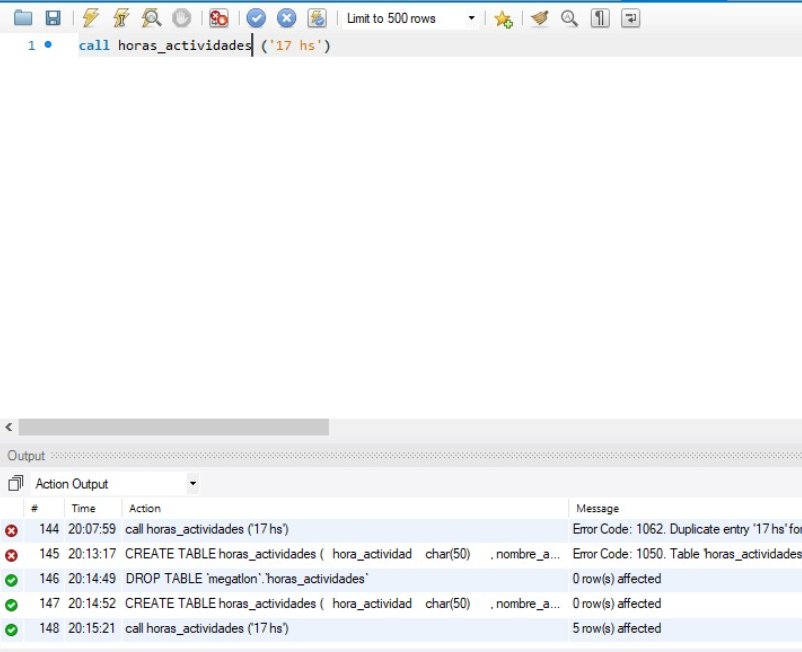 Limit to 500 rows
1 call horas_actividades ('17 hs')
Output
Action Output
# Time Action Message
144 20:07:59 call horas_actividades ('17 hs') Error Code: 1062. Duplicate entry '17 hs' for
145 20:13:17 CREATE TABLE horas_actividades ( hora_actividad char(50) , nombre_a... Error Code: 1050. Table 'horas_actividades
146 20:14:49 DROP TABLE `megatlon`.`horas_actividades` 0 row(s) affected
147 20:14:52 CREATE TABLE horas_actividades ( hora_actividad char(50) , nombre_a... 0 row(s) affected
148 20:15:21 call horas_actividades ('17 hs') 5 row(s) affected